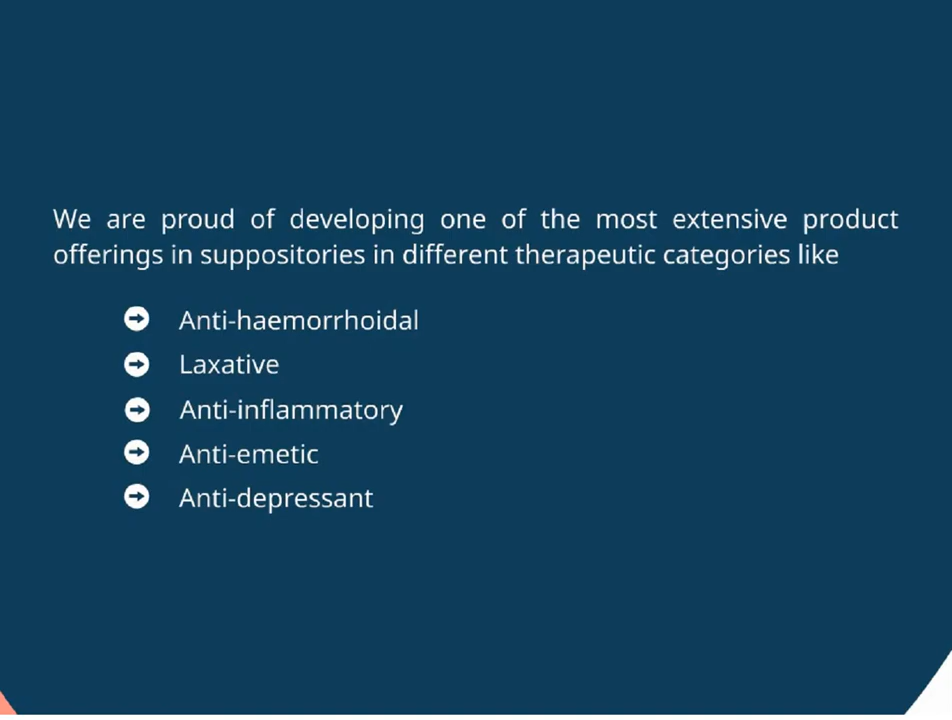 We are proud of developing one of the most extensive product
offerings in suppositories in different therapeutic categories like
Anti-haemorrhoidal
Laxative
Anti-inflammatory
Anti-emetic
Anti-depressant